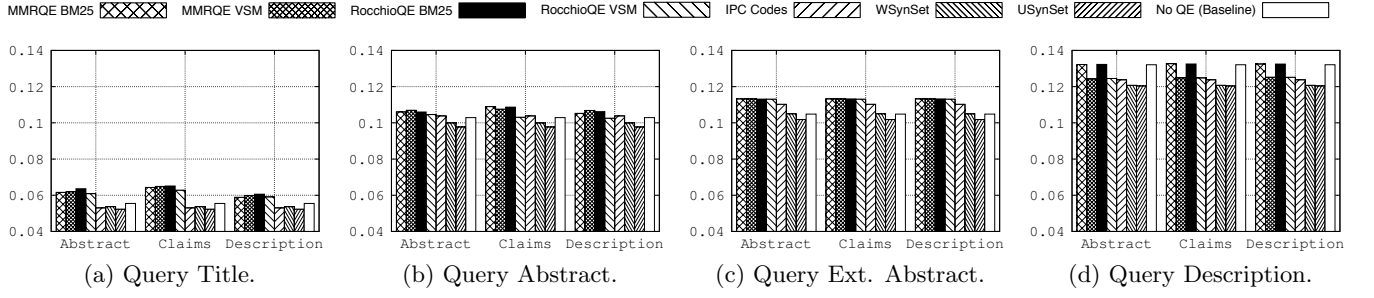 MMRQE BM25 MMRQE VSM RocchioQE BM25 RocchioQE VSM IPC Codes WSynSet USynSet No QE (Baseline)
0.14 0.14 0.14 0.14
0.12 0.12 0.12 0.12
0.1 0.1 0.1 0.1
0.08 0.08 0.08 0.08
0.06 0.06 0.06 0.06
0.04 0.04 0.04 0.04
Abstract Claims Description Abstract Claims Description Abstract Claims Description Abstract Claims Description
(a) Query Title. (b) Query Abstract. (c) Query Ext. Abstract. (d) Query Description.